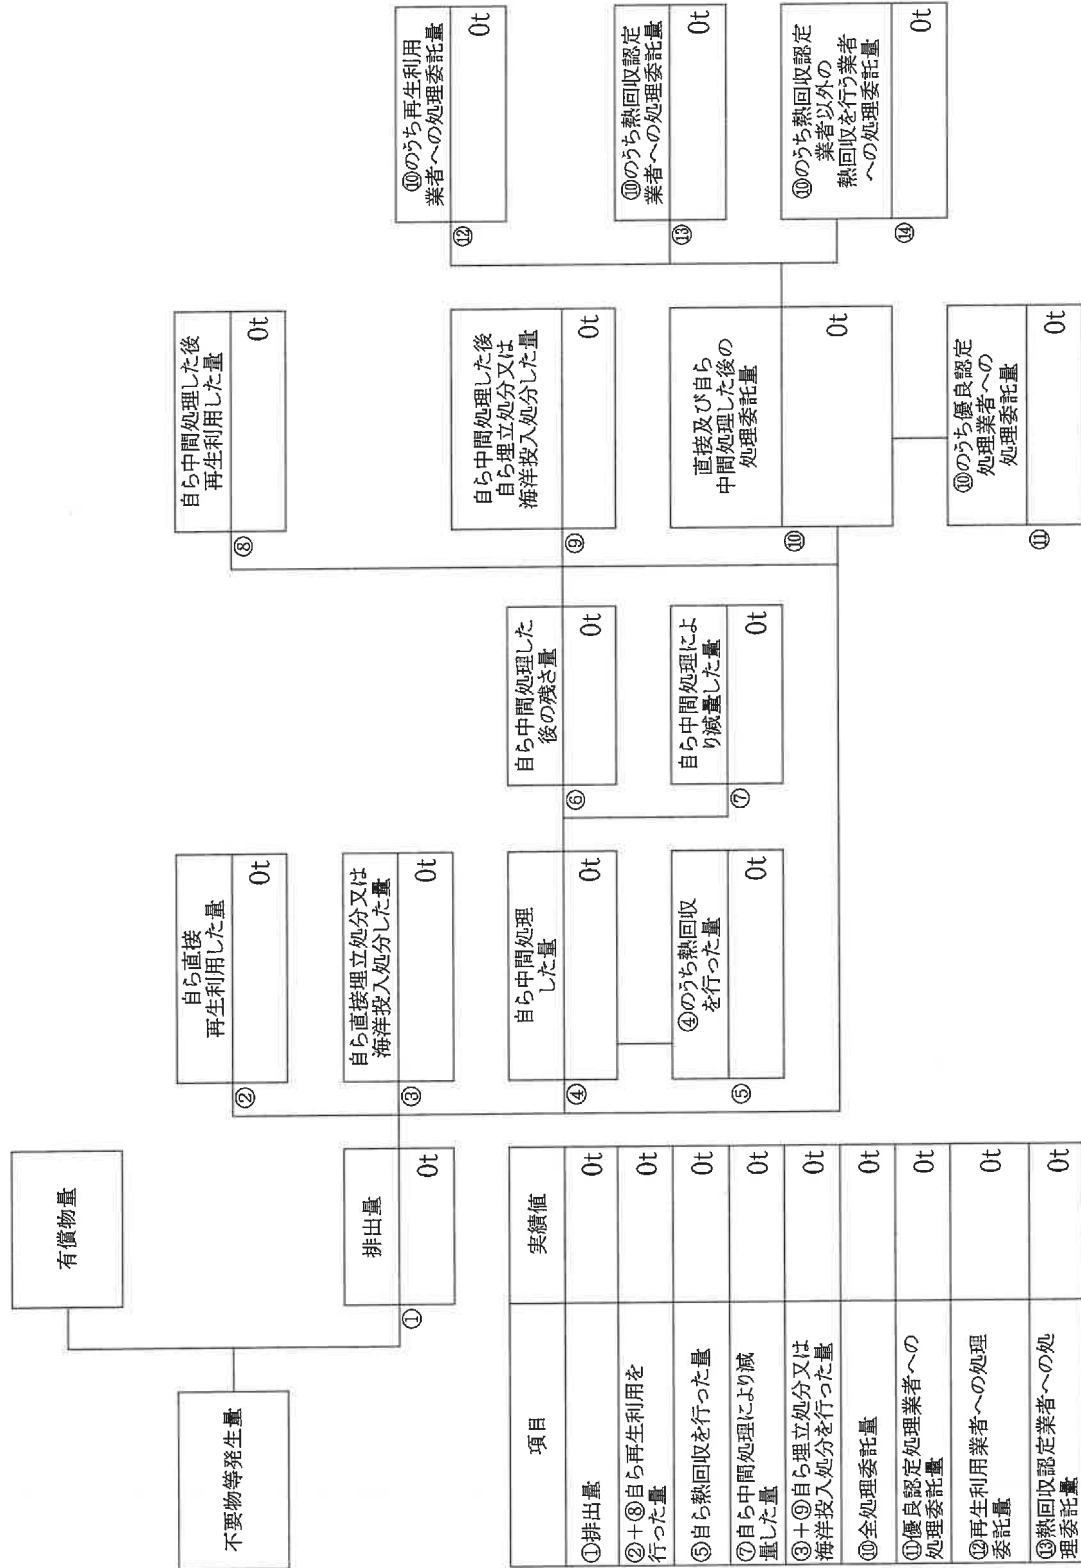 有償物量
不要物等発生量
①
排出量
0t
②
自ら直接
再生利用した量
0t
③
自ら直接埋立処分又は
海洋投入処分した量
0t
④
自ら中間処理
した量
0t
⑤
④のうち熱回収
を行った量
0t
⑥
自ら中間処理した
後の残さ量
0t
⑦
自ら中間処理によ
り減量した量
0t
⑧
自ら中間処理した後
再生利用した量
0t
⑨
自ら中間処理した後
自ら埋立処分又は
海洋投入処分した量
0t
⑩
直接及び自ら
中間処理した後の
処理委託量
0t
⑪
⑩のうち優良認定
処理業者への
処理委託量
0t
⑫
⑩のうち再生利用
業者への処理委託量
0t
⑬
⑩のうち熱回収認定
業者への処理委託量
0t
⑭
⑩のうち熱回収認定
業者以外の
熱回収を行う業者
への処理委託量
0t
項目 実績値
①排出量 0t
②+⑧自ら再生利用を
行った量 0t
⑤自ら熱回収を行った量 0t
⑦自ら中間処理により減
量した量 0t
③+⑨自ら埋立処分又は
海洋投入処分を行った量 0t
⑩全処理委託量 0t
⑪優良認定処理業者への
処理委託量 0t
⑫再生利用業者への処理
委託量 0t
⑬熱回収認定業者への処
理委託量 0t